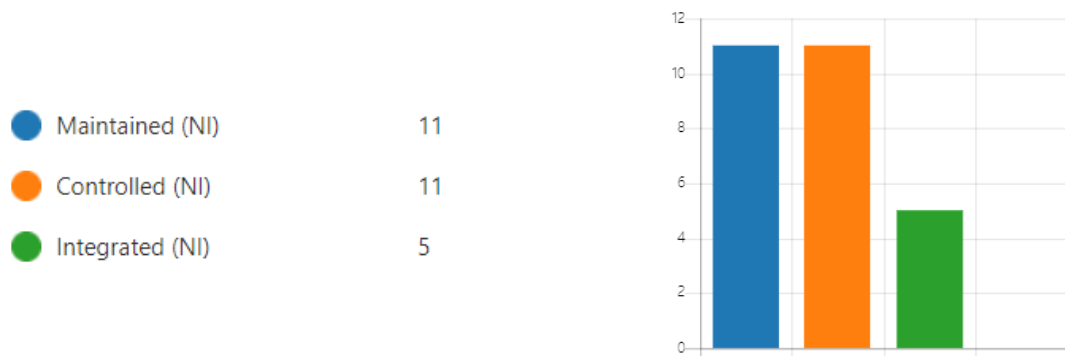 Maintained (NI) 11
Controlled (NI) 11
Integrated (NI) 5
12
10
8
6
4
2
0